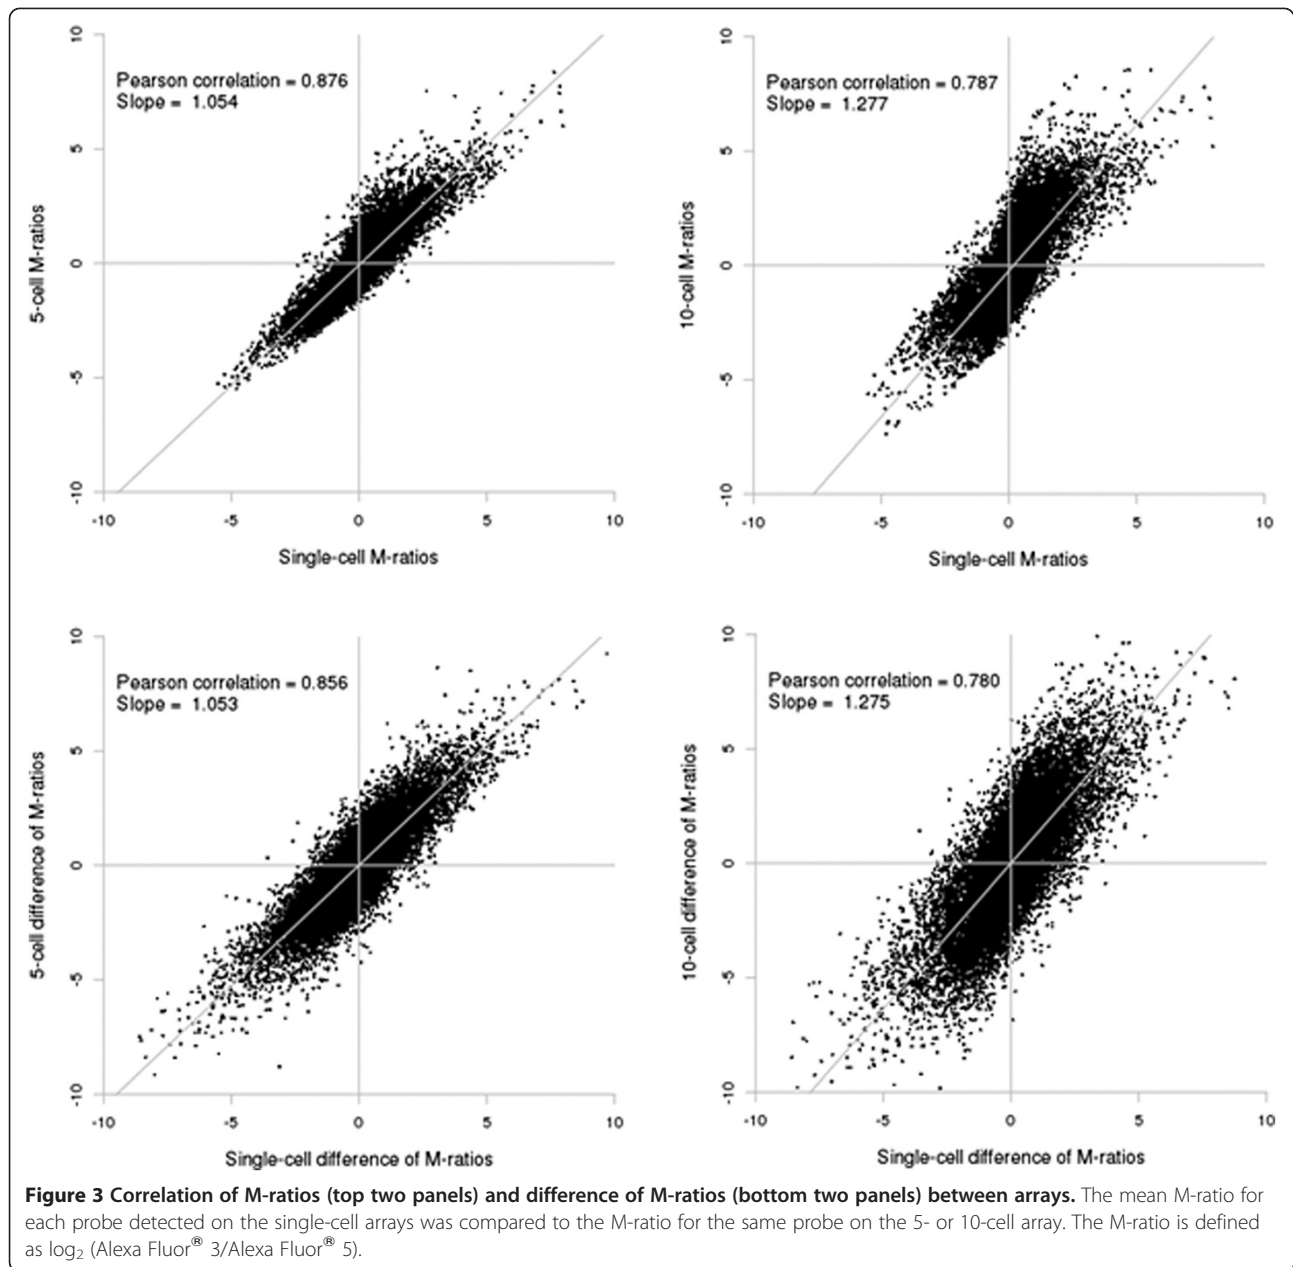 10
5
0
-5
-10
5-cell M-ratios
Pearson correlation = 0.876
Slope = 1.054
-10 -5 0 5 10
Single-cell M-ratios
10
5
0
-5
-10
10-cell M-ratios
Pearson correlation = 0.787
Slope = 1.277
-10 -5 0 5 10
Single-cell M-ratios
10
5
0
-5
-10
5-cell difference of M-ratios
Pearson correlation = 0.856
Slope = 1.053
-10 -5 0 5 10
Single-cell difference of M-ratios
10
5
0
-5
-10
10-cell difference of M-ratios
Pearson correlation = 0.780
Slope = 1.275
-10 -5 0 5 10
Single-cell difference of M-ratios
Figure 3 Correlation of M-ratios (top two panels) and difference of M-ratios (bottom two panels) between arrays. The mean M-ratio for
each probe detected on the single-cell arrays was compared to the M-ratio for the same probe on the 5- or 10-cell array. The M-ratio is defined
as log₂ (Alexa Fluor® 3/Alexa Fluor® 5).